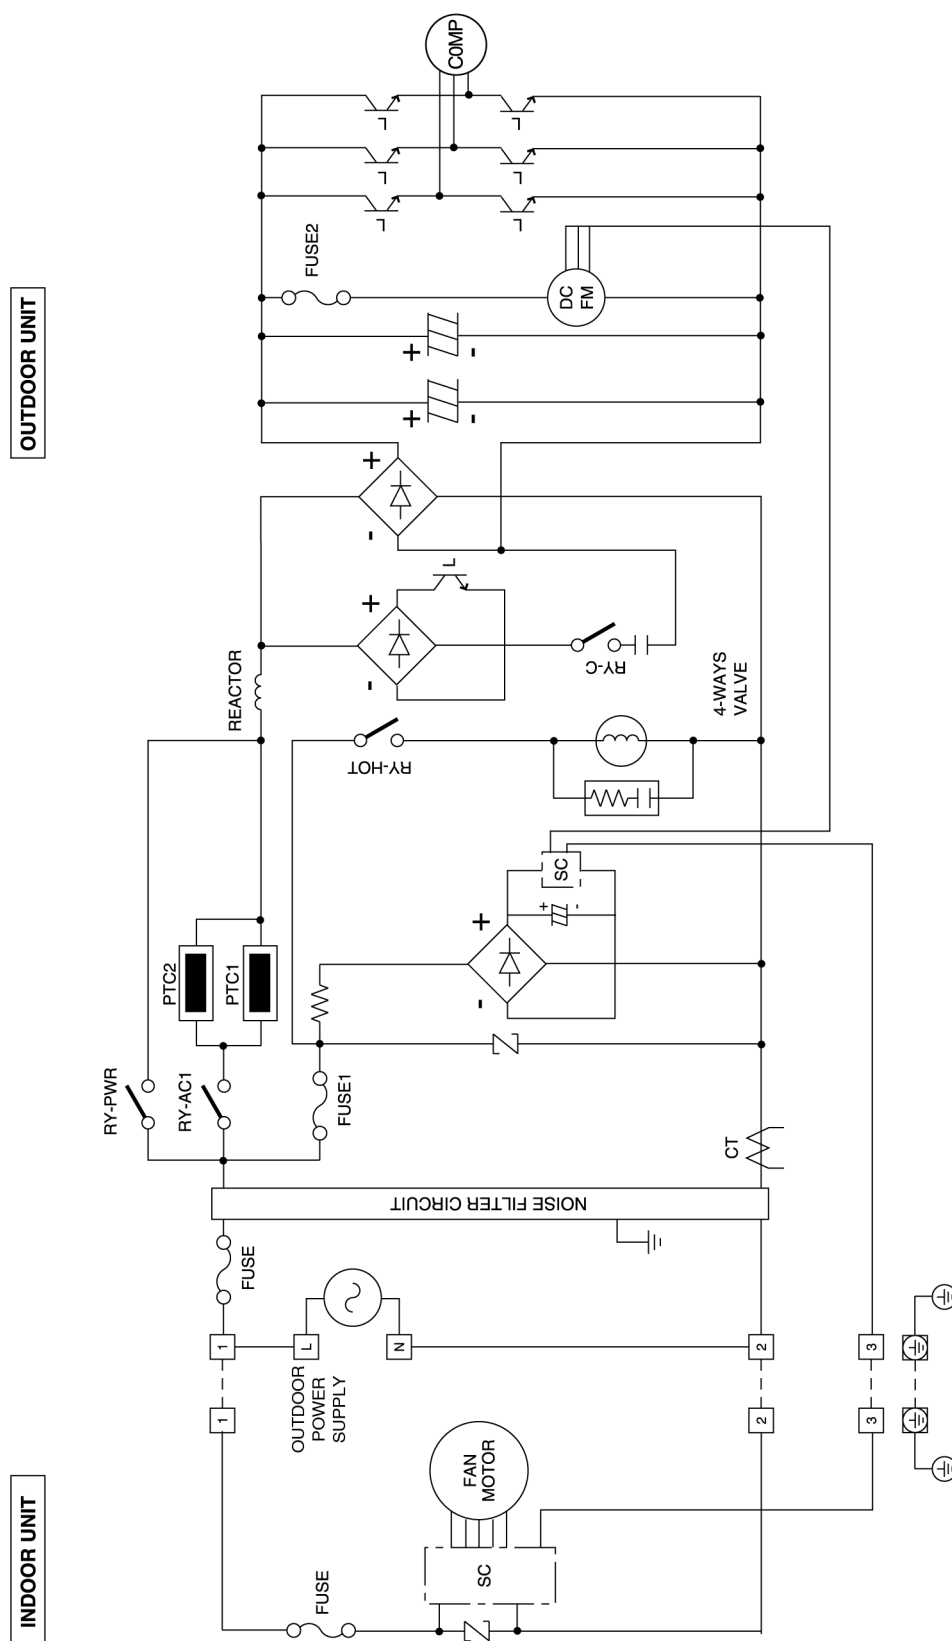 OUTDOOR UNIT
COMP
L
L
L
L
L
L
FUSE2
DC
FM
+
-
+
-
+
-
L
+
-
RY-C
REACTOR
4-WAYS
VALVE
RY-HOT
SC
+
-
+
-
PTC2
PTC1
RY-PWR
RY-AC1
FUSE1
CT
NOISE FILTER CIRCUIT
FUSE
1
L
N
2
3
OUTDOOR
POWER
SUPPLY
1
2
3
FAN
MOTOR
SC
FUSE
INDOOR UNIT